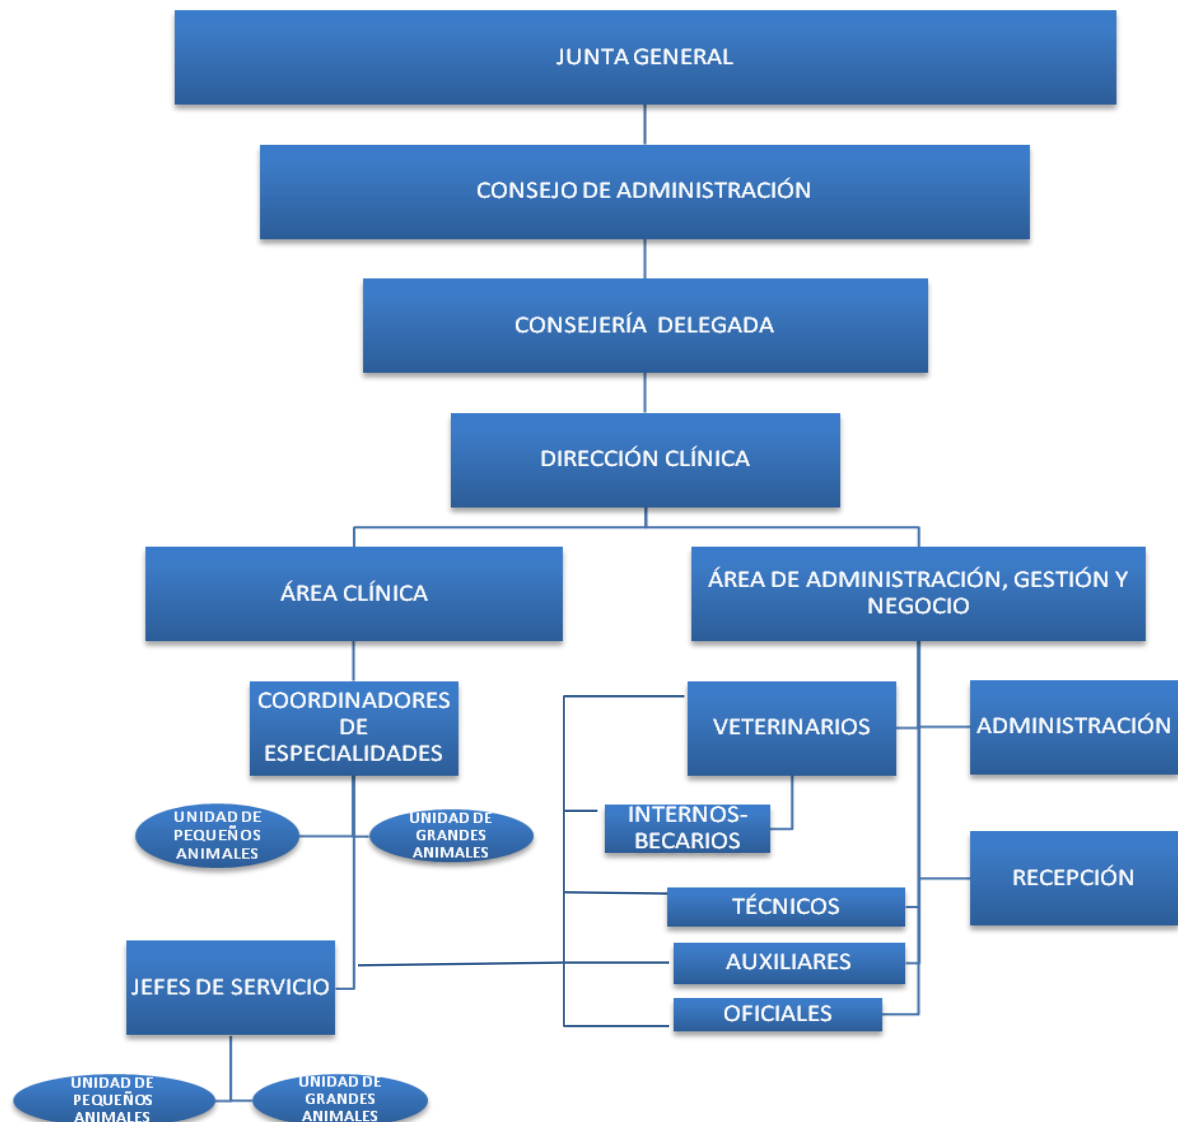 JUNTA GENERAL
CONSEJO DE ADMINISTRACIÓN
CONSEJERÍA  DELEGADA
DIRECCIÓN CLÍNICA
ÁREA CLÍNICA
ÁREA DE ADMINISTRACIÓN, GESTIÓN Y
NEGOCIO
COORDINADORES
DE
ESPECIALIDADES
VETERINARIOS
ADMINISTRACIÓN
UNIDAD DE
PEQUEÑOS
ANIMALES
UNIDAD DE
GRANDES
ANIMALES
INTERNOS-
BECARIOS
RECEPCIÓN
TÉCNICOS
AUXILIARES
OFICIALES
JEFES DE SERVICIO
UNIDAD DE
PEQUEÑOS
ANIMALES
UNIDAD DE
GRANDES
ANIMALES